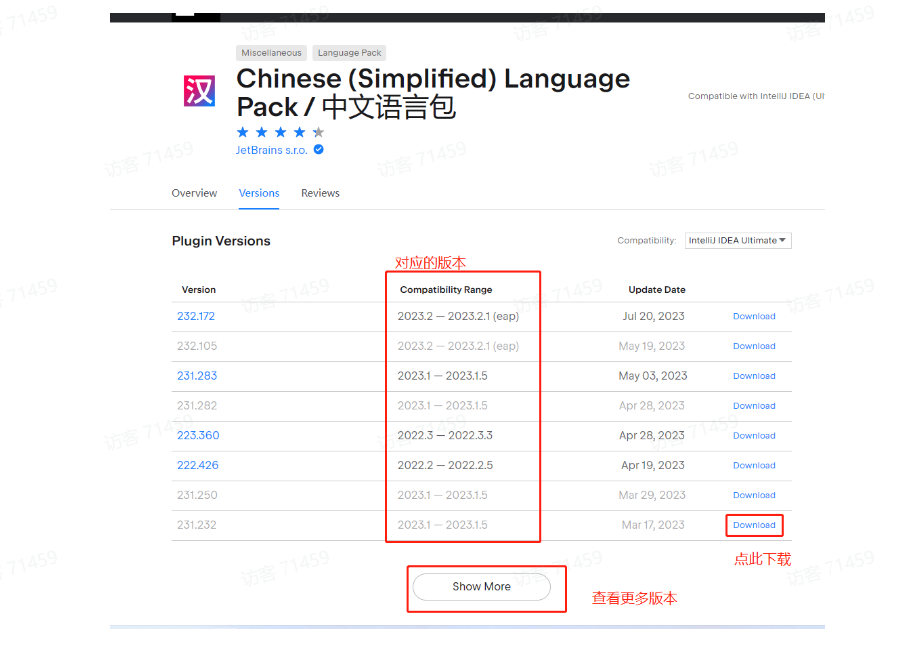 Miscellaneous Language Pack
汉
Chinese (Simplified) Language
Pack / 中文语言包
Compatible with IntelliJ IDEA (Ul
JetBrains s.r.o.
Overview Versions Reviews
Plugin Versions
Compatibility: IntelliJ IDEA Ultimate
对应的版本
Version Compatibility Range Update Date
232.172 2023.2 — 2023.2.1 (eap) Jul 20, 2023 Download
232.105 2023.2 — 2023.2.1 (eap) May 19, 2023 Download
231.283 2023.1 — 2023.1.5 May 03, 2023 Download
231.282 2023.1 — 2023.1.5 Apr 28, 2023 Download
223.360 2022.3 — 2022.3.3 Apr 28, 2023 Download
222.426 2022.2 — 2022.2.5 Apr 19, 2023 Download
231.250 2023.1 — 2023.1.5 Mar 29, 2023 Download
231.232 2023.1 — 2023.1.5 Mar 17, 2023 Download
点此下载
Show More
查看更多版本
访客 71459